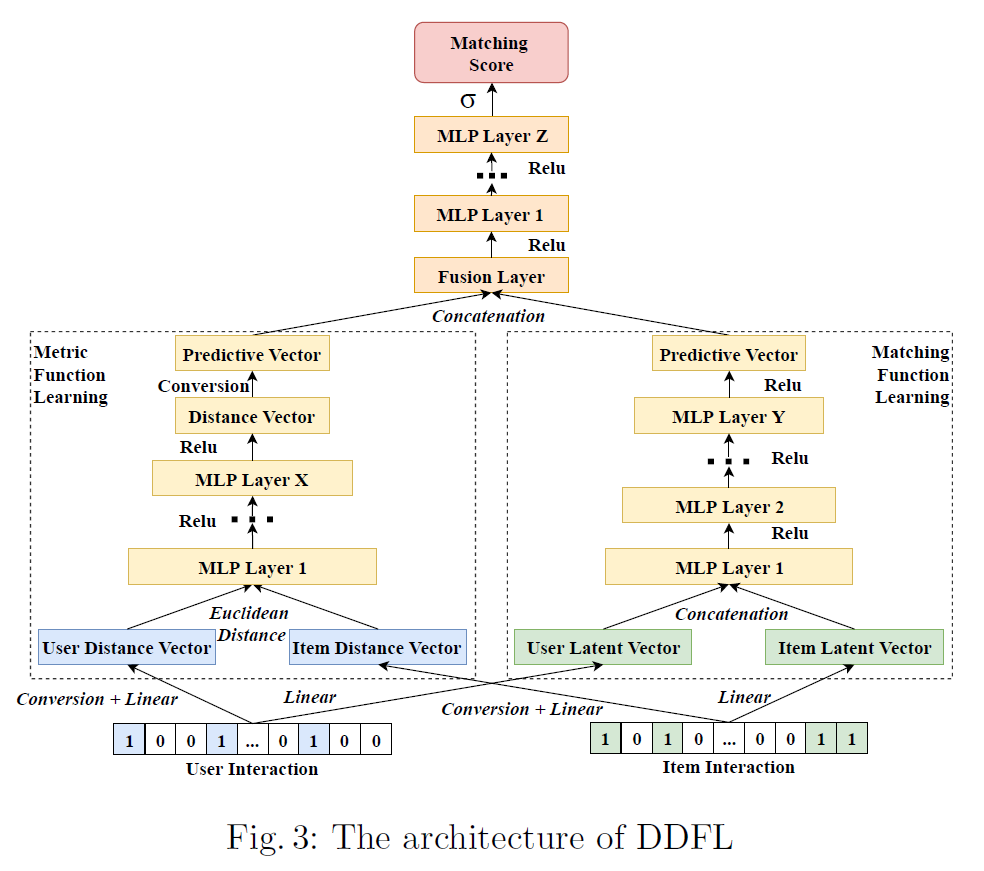 Matching
Score
σ
MLP Layer Z
Relu
MLP Layer 1
Relu
Fusion Layer
Concatenation
Metric
Function
Learning
Predictive Vector
Conversion
Distance Vector
Relu
MLP Layer X
Relu
MLP Layer 1
Euclidean
Distance
User Distance Vector
Item Distance Vector
Matching
Function
Learning
Predictive Vector
Relu
MLP Layer Y
Relu
MLP Layer 2
Relu
MLP Layer 1
Concatenation
User Latent Vector
Item Latent Vector
Conversion + Linear
Linear
Conversion + Linear
Linear
1 0 0 1 ... 0 1 0 0
User Interaction
1 0 1 0 ... 0 0 1 1
Item Interaction
Fig. 3: The architecture of DDFL